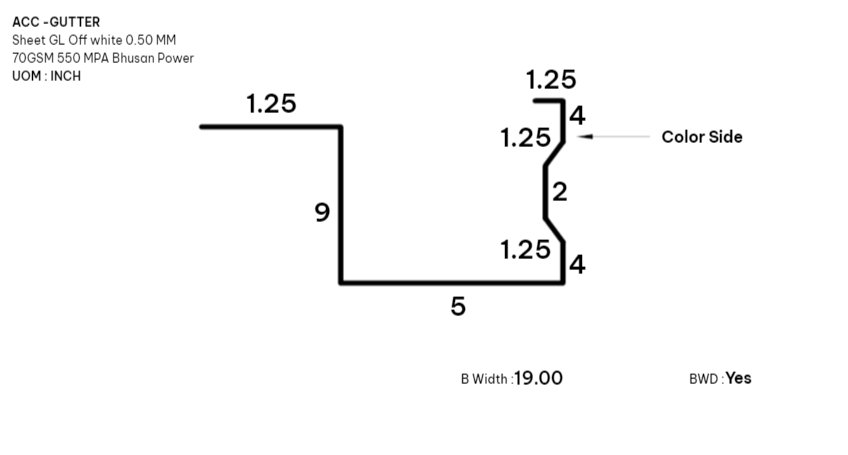 ACC -GUTTER
Sheet GL Off white 0.50 MM
70GSM 550 MPA Bhusan Power
UOM : INCH
1.25
1.25
4
1.25
Color Side
9
2
1.25
4
5
B Width :19.00
BWD : Yes